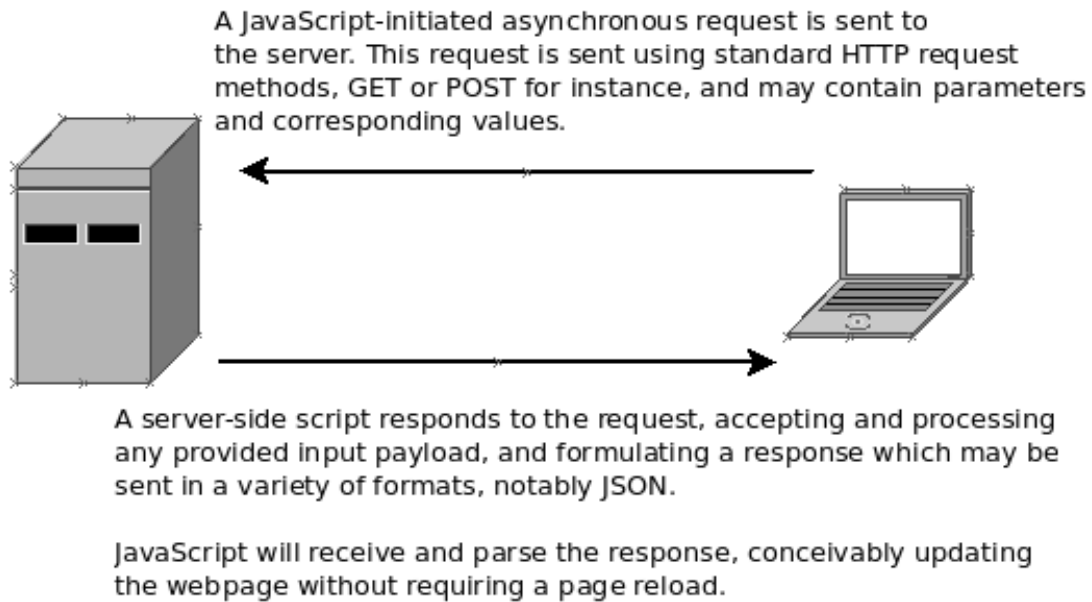 A JavaScript-initiated asynchronous request is sent to
the server. This request is sent using standard HTTP request
methods, GET or POST for instance, and may contain parameters
and corresponding values.
A server-side script responds to the request, accepting and processing
any provided input payload, and formulating a response which may be
sent in a variety of formats, notably JSON.
JavaScript will receive and parse the response, conceivably updating
the webpage without requiring a page reload.